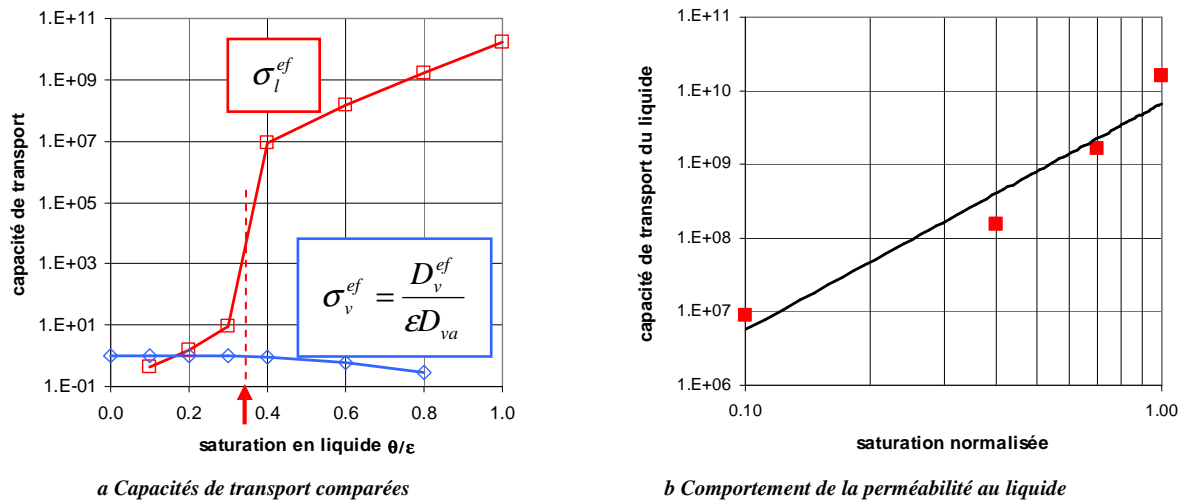 1.E+11
1.E+09
1.E+07
1.E+05
1.E+03
1.E+01
1.E-01
capacité de transport
σ_l^{ef}
σ_v^{ef} = D_v^{ef} / εD_{va}
0.0 0.2 0.4 0.6 0.8 1.0
saturation en liquide θ/ε
a Capacités de transport comparées
1.E+11
1.E+10
1.E+09
1.E+08
1.E+07
1.E+06
capacité de transport du liquide
0.10 1.00
saturation normalisée
b Comportement de la perméabilité au liquide